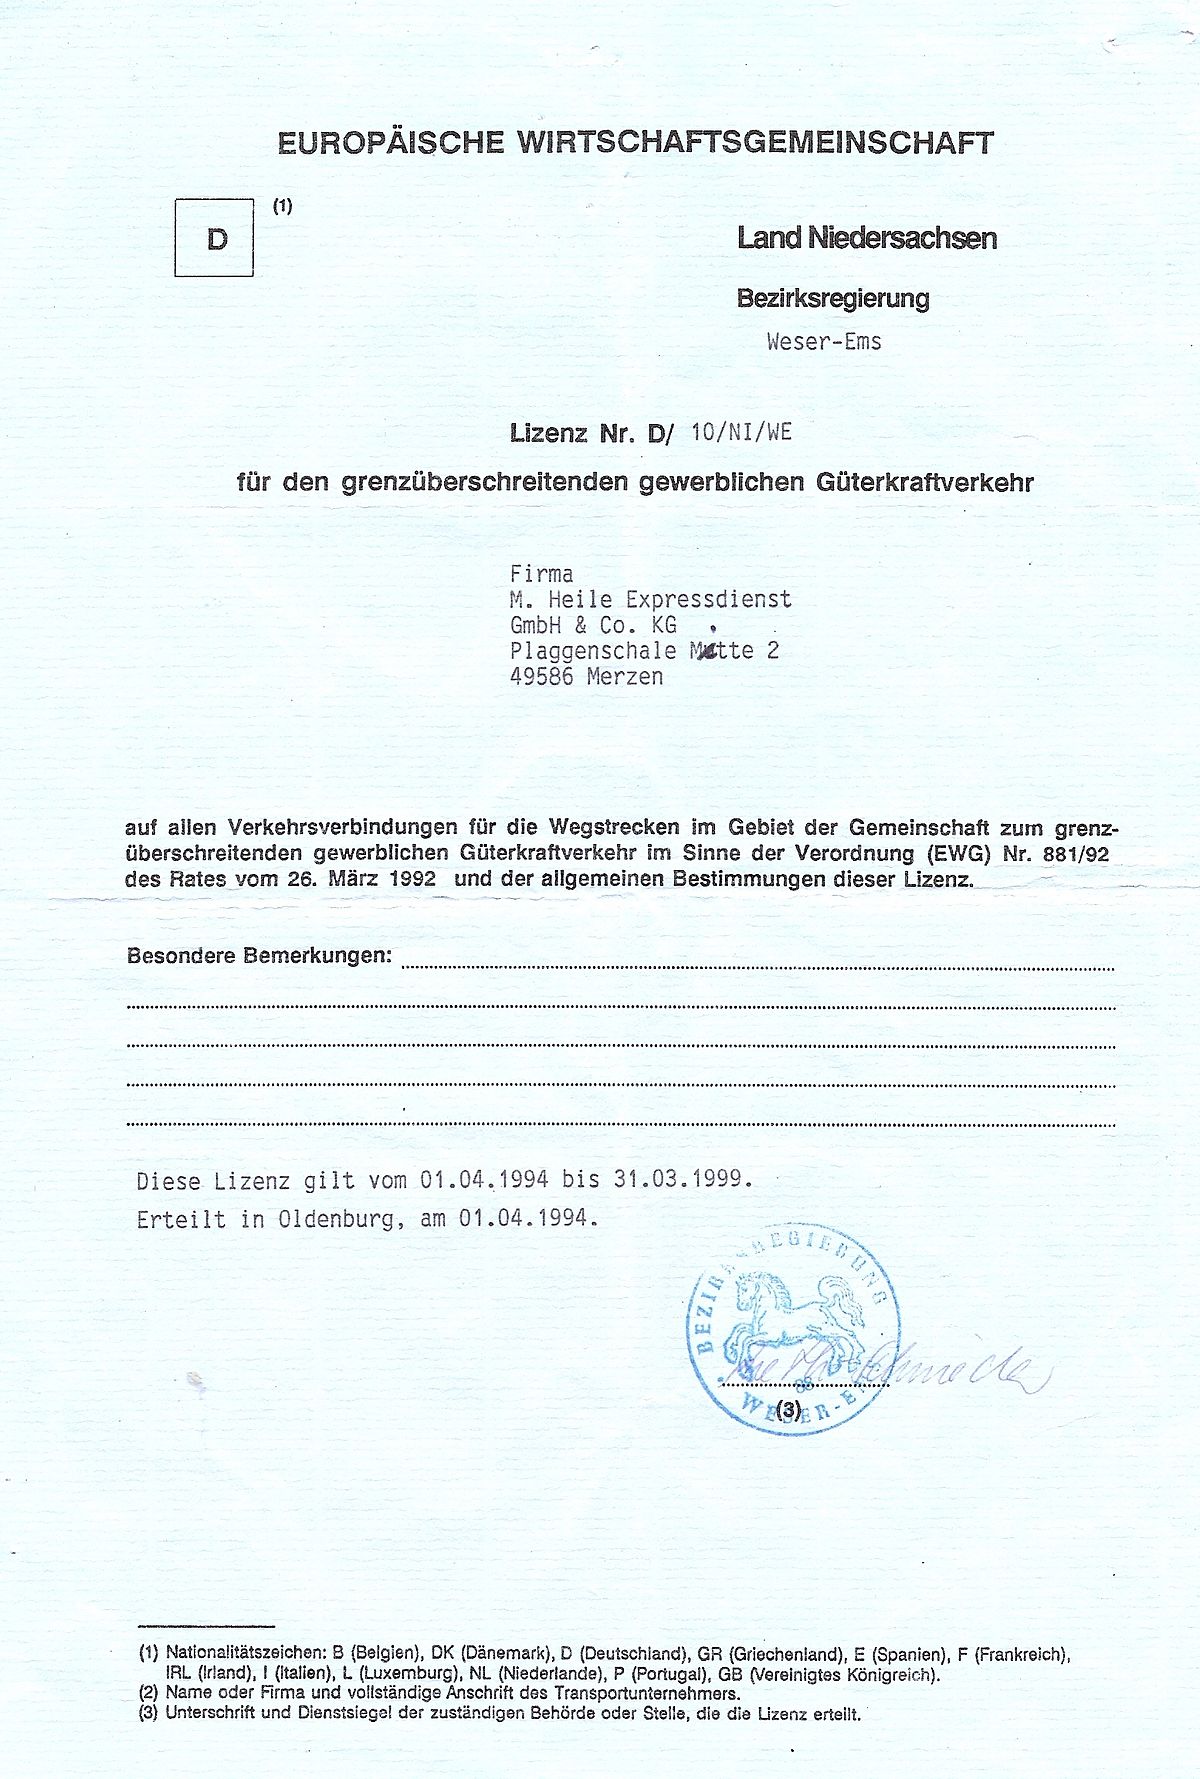 EUROPÄISCHE WIRTSCHAFTSGEMEINSCHAFT
D
(1)
Land Niedersachsen
Bezirksregierung
Weser-Ems
Lizenz Nr. D/ 10/NI/WE
für den grenzüberschreitenden gewerblichen Güterkraftverkehr
Firma
M. Heile Expressdienst
GmbH & Co. KG
Plaggenschale Mitte 2
49586 Merzen
auf allen Verkehrsverbindungen für die Wegstrecken im Gebiet der Gemeinschaft zum grenz-
überschreitenden gewerblichen Güterkraftverkehr im Sinne der Verordnung (EWG) Nr. 881/92
des Rates vom 26. März 1992 und der allgemeinen Bestimmungen dieser Lizenz.
Besondere Bemerkungen:
Diese Lizenz gilt vom 01.04.1994 bis 31.03.1999.
Erteilt in Oldenburg, am 01.04.1994.
BEZIRKSREGIERUNG
WESER-EMS
(3)
(1) Nationalitätszeichen: B (Belgien), DK (Dänemark), D (Deutschland), GR (Griechenland), E (Spanien), F (Frankreich),
IRL (Irland), I (Italien), L (Luxemburg), NL (Niederlande), P (Portugal), GB (Vereinigtes Königreich).
(2) Name oder Firma und vollständige Anschrift des Transportunternehmers.
(3) Unterschrift und Dienstsiegel der zuständigen Behörde oder Stelle, die die Lizenz erteilt.